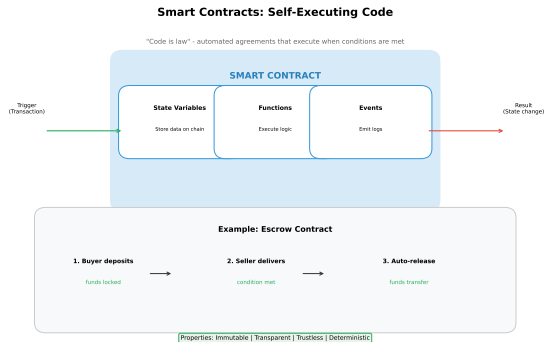 Smart Contracts: Self-Executing Code
"Code is law" - automated agreements that execute when conditions are met
SMART CONTRACT
Trigger
(Transaction)
State Variables
Store data on chain
Functions
Execute logic
Events
Emit logs
Result
(State change)
Example: Escrow Contract
1. Buyer deposits
funds locked
2. Seller delivers
condition met
3. Auto-release
funds transfer
Properties: Immutable | Transparent | Trustless | Deterministic